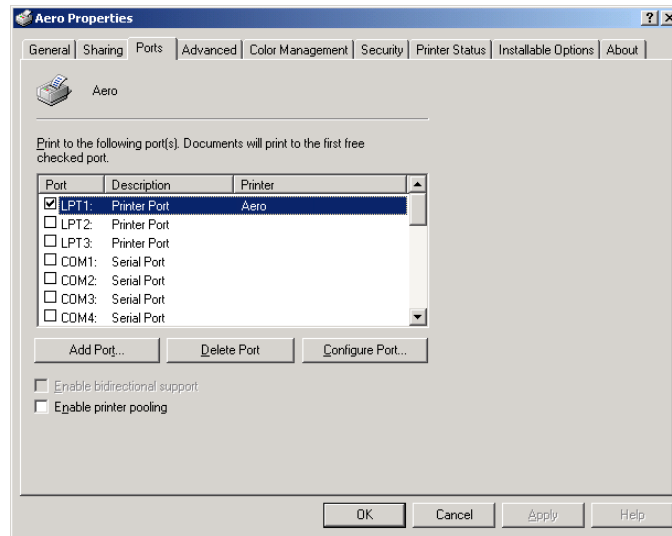 Aero Properties
General Sharing Ports Advanced Color Management Security Printer Status Installable Options About
Aero
Print to the following port(s). Documents will print to the first free
checked port.
Port Description Printer
LPT1: Printer Port Aero
LPT2: Printer Port
LPT3: Printer Port
COM1: Serial Port
COM2: Serial Port
COM3: Serial Port
COM4: Serial Port
Add Port... Delete Port Configure Port...
Enable bidirectional support
Enable printer pooling
OK Cancel Apply Help